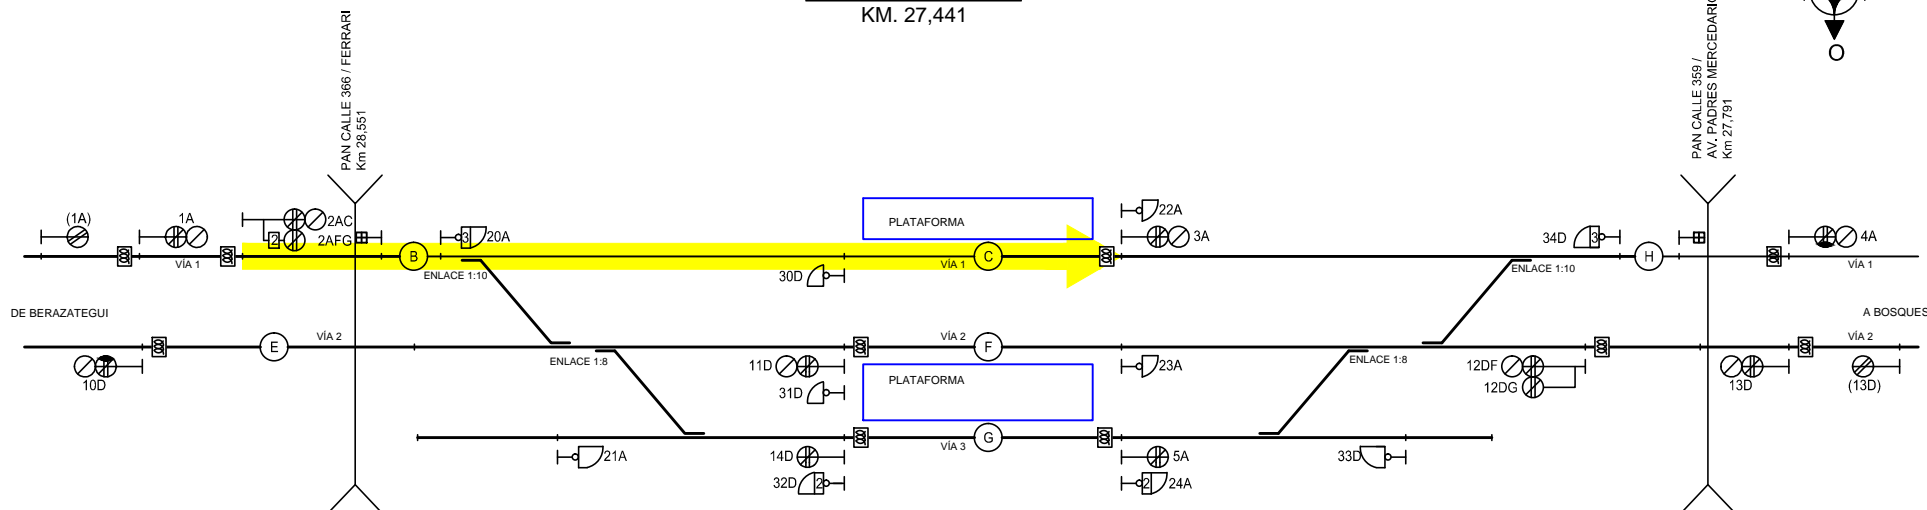 KM. 27,441
O
PAN CALLE 366 / FERRARI
Km 28,551
PAN CALLE 359 /
AV. PADRES MERCEDARIO
Km 27,791
(1A)
1A
2AC
2
2AFG
3
20A
PLATAFORMA
22A
3A
34D
3
4A
VÍA 1
B
ENLACE 1:10
30D
VÍA 1
C
H
ENLACE 1:10
VÍA 1
DE BERAZATEGUI
A BOSQUES
E
VÍA 2
VÍA 2
F
VÍA 2
10D
ENLACE 1:8
11D
31D
PLATAFORMA
23A
ENLACE 1:8
12DF
12DG
13D
(13D)
VÍA 3
G
21A
14D
32D
2
5A
2
24A
33D